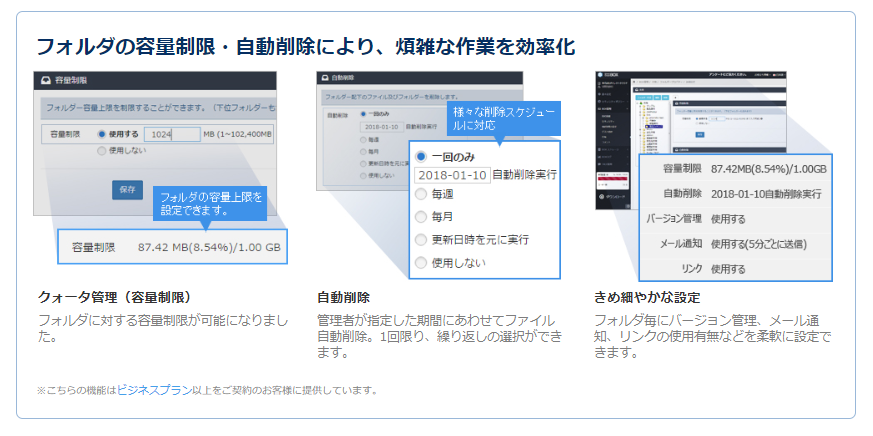 フォルダの容量制限・自動削除により、煩雑な作業を効率化
容量制限
フォルダー容量上限を制限することができます。(下位フォルダーも
容量制限 使用する 1024 MB (1~102,400MB
使用しない
保存
フォルダの容量上限を
設定できます。
容量制限 87.42 MB(8.54%)/1.00 GB
クォータ管理(容量制限)
フォルダに対する容量制限が可能になりまし
た。
自動削除
フォルダー配下のファイル及びフォルダーを削除します。
自動削除 一回のみ
2018-01-10 自動削除実行
毎週
毎月
更新日時を元に実
使用しない
様々な削除スケジュー
ルに対応
一回のみ
2018-01-10 自動削除実行
毎週
毎月
更新日時を元に実行
使用しない
自動削除
管理者が指定した期間にあわせてファイル
自動削除。1回限り、繰り返しの選択ができ
ます。
容量制限 87.42MB(8.54%)/1.00GB
自動削除 2018-01-10自動削除実行
バージョン管理 使用する
メール通知 使用する(5分ごとに送信)
リンク 使用する
きめ細やかな設定
フォルダ毎にバージョン管理、メール通
知、リンクの使用有無などを柔軟に設定で
きます。
※こちらの機能はビジネスプラン以上をご契約のお客様に提供しています。